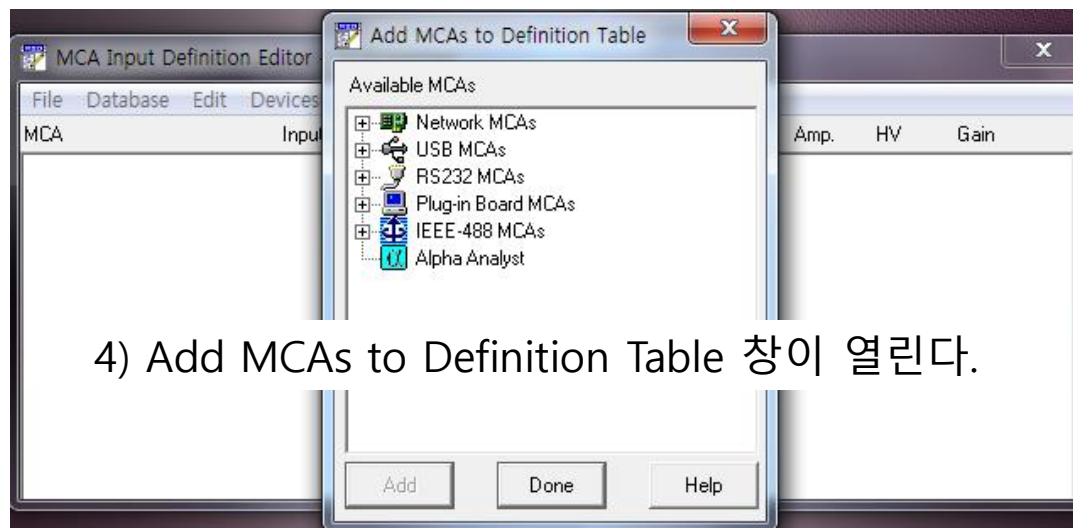 Add MCAs to Definition Table
MCA Input Definition Editor
File Database Edit Devices
MCA Input Amp. HV Gain
Available MCAs
Network MCAs
USB MCAs
RS232 MCAs
Plug-in Board MCAs
IEEE-488 MCAs
Alpha Analyst
4) Add MCAs to Definition Table 창이 열린다.
Add Done Help